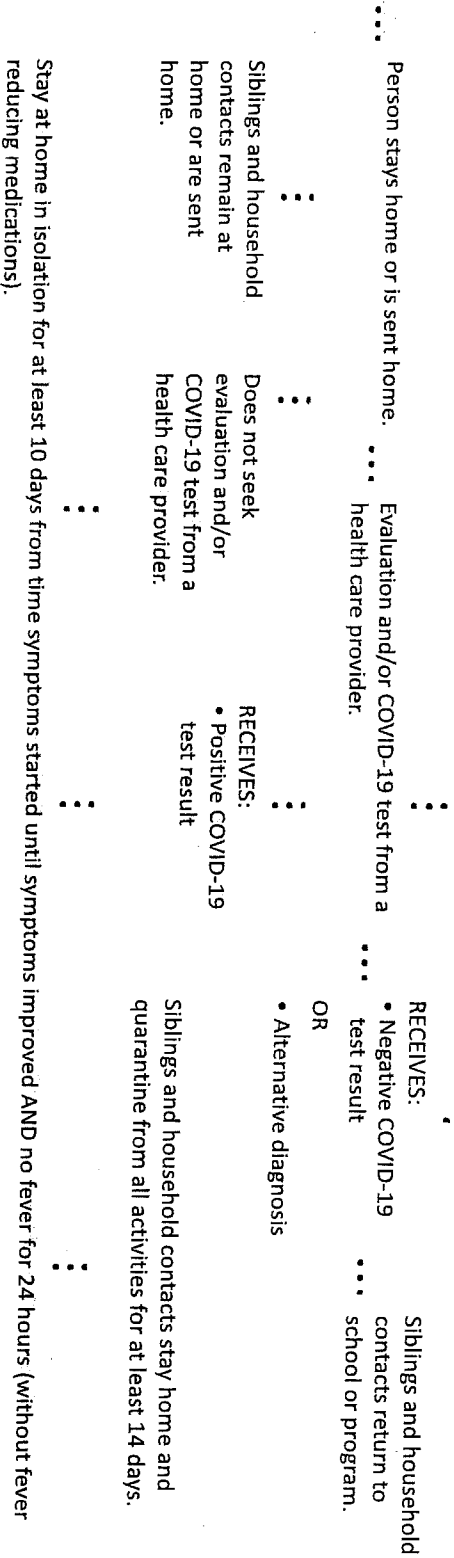 Person stays home or is sent home.
Evaluation and/or COVID-19 test from a
health care provider.
RECEIVES:
• Negative COVID-19
test result
OR
• Alternative diagnosis
Siblings and household
contacts return to
school or program.
Siblings and household
contacts remain at
home or are sent
home.
Does not seek
evaluation and/or
COVID-19 test from a
health care provider.
RECEIVES:
• Positive COVID-19
test result
Siblings and household contacts stay home and
quarantine from all activities for at least 14 days.
Stay at home in isolation for at least 10 days from time symptoms started until symptoms improved AND no fever for 24 hours (without fever
reducing medications).